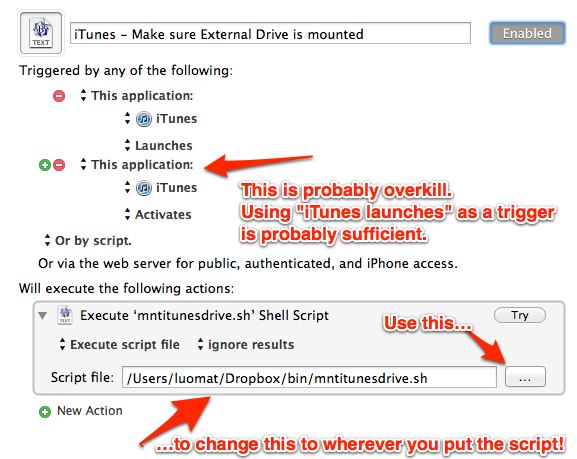 TEXT
iTunes – Make sure External Drive is mounted
Enabled
Triggered by any of the following:
This application:
iTunes
Launches
This application:
iTunes
Activates
This is probably overkill.
Using "iTunes launches" as a trigger
is probably sufficient.
Or by script.
Or via the web server for public, authenticated, and iPhone access.
Will execute the following actions:
Execute ‘mntitunesdrive.sh’ Shell Script
Try
Use this...
Execute script file
ignore results
Script file:
/Users/luomat/Dropbox/bin/mntitunesdrive.sh
...
New Action
...to change this to wherever you put the script!